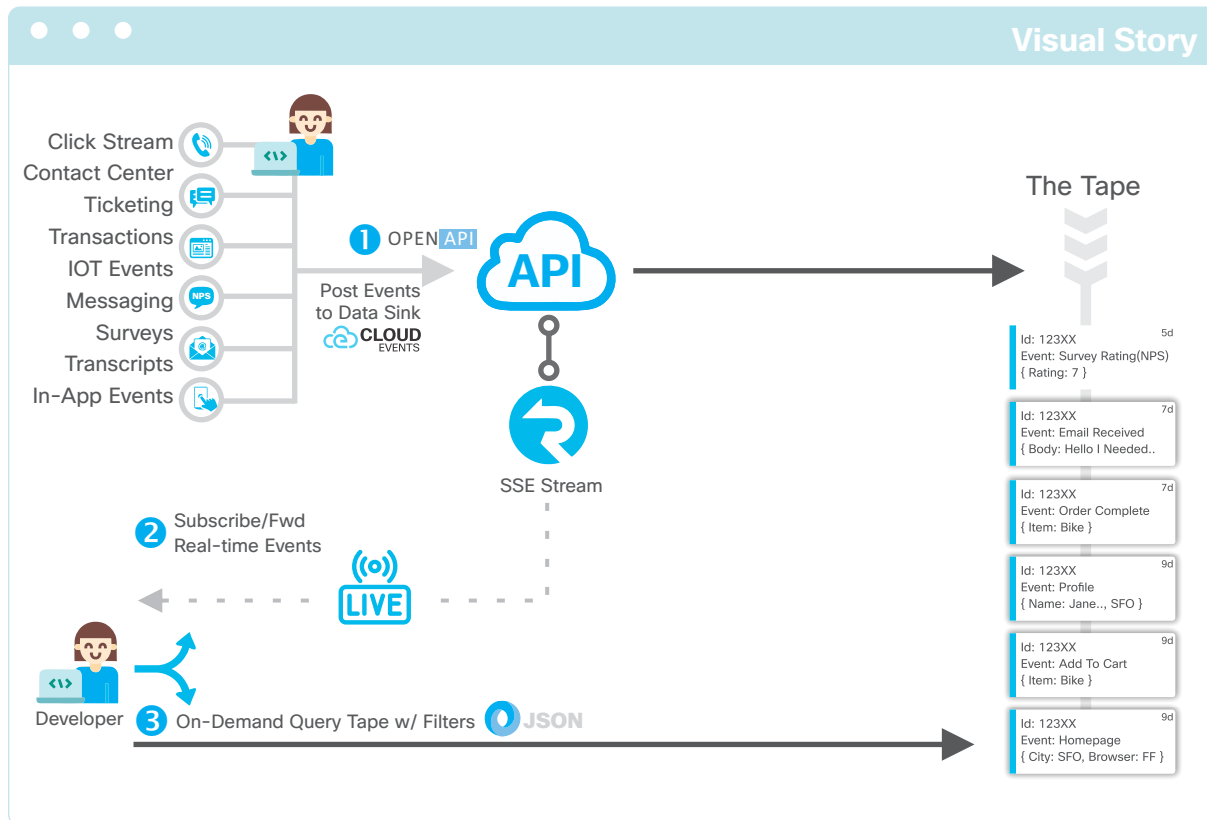 Visual Story
Click Stream
Contact Center
Ticketing
Transactions
IOT Events
Messaging
Surveys
Transcripts
In-App Events
<\>
NPS
@
1 OPEN API
Post Events
to Data Sink
CLOUD
EVENTS
API
SSE Stream
2 Subscribe/Fwd
Real-time Events
LIVE
<\>
Developer
3 On-Demand Query Tape w/ Filters JSON
The Tape
5d
Id: 123XX
Event: Survey Rating(NPS)
{ Rating: 7 }
7d
Id: 123XX
Event: Email Received
{ Body: Hello I Needed..
7d
Id: 123XX
Event: Order Complete
{ Item: Bike }
9d
Id: 123XX
Event: Profile
{ Name: Jane.., SFO }
9d
Id: 123XX
Event: Add To Cart
{ Item: Bike }
9d
Id: 123XX
Event: Homepage
{ City: SFO, Browser: FF }